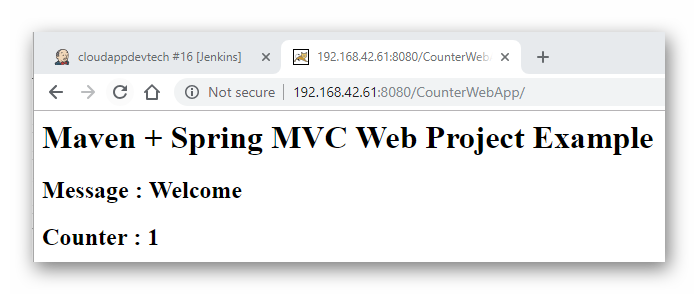 cloudappdevtech #16 [Jenkins]
192.168.42.61:8080/CounterWeb
Not secure | 192.168.42.61:8080/CounterWebApp/
Maven + Spring MVC Web Project Example
Message : Welcome
Counter : 1